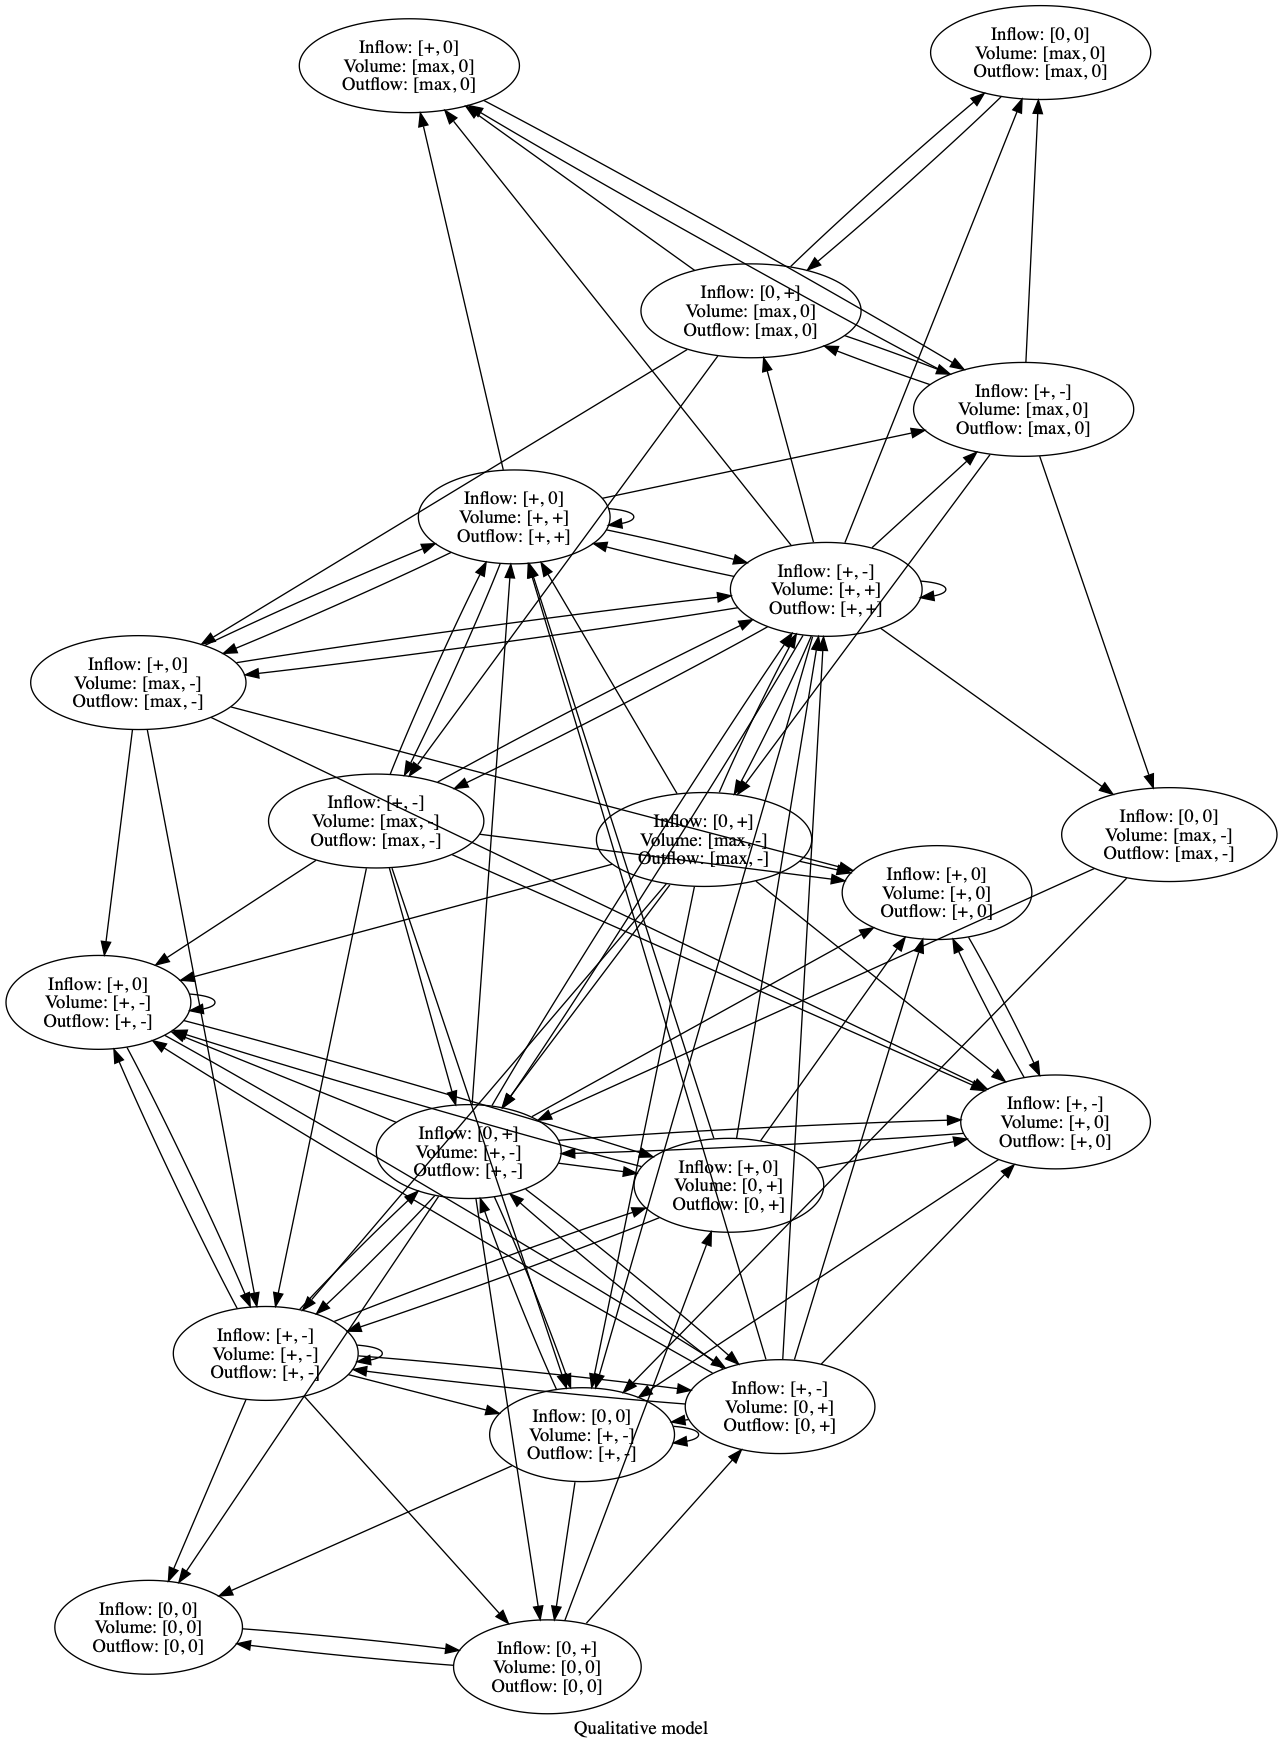 Inflow: [+, 0]
Volume: [max, 0]
Outflow: [max, 0]
Inflow: [0, 0]
Volume: [max, 0]
Outflow: [max, 0]
Inflow: [0, +]
Volume: [max, 0]
Outflow: [max, 0]
Inflow: [+, -]
Volume: [max, 0]
Outflow: [max, 0]
Inflow: [+, 0]
Volume: [+, +]
Outflow: [+, +]
Inflow: [+, -]
Volume: [+, +]
Outflow: [+, +]
Inflow: [+, 0]
Volume: [max, -]
Outflow: [max, -]
Inflow: [+, -]
Volume: [max, -]
Outflow: [max, -]
Inflow: [0, +]
Volume: [max, -]
Outflow: [max, -]
Inflow: [0, 0]
Volume: [max, -]
Outflow: [max, -]
Inflow: [+, 0]
Volume: [+, 0]
Outflow: [+, 0]
Inflow: [+, 0]
Volume: [+, -]
Outflow: [+, -]
Inflow: [+, -]
Volume: [+, 0]
Outflow: [+, 0]
Inflow: [0, +]
Volume: [+, -]
Outflow: [+, -]
Inflow: [+, 0]
Volume: [0, +]
Outflow: [0, +]
Inflow: [+, -]
Volume: [+, -]
Outflow: [+, -]
Inflow: [+, -]
Volume: [0, +]
Outflow: [0, +]
Inflow: [0, 0]
Volume: [+, -]
Outflow: [+, -]
Inflow: [0, 0]
Volume: [0, 0]
Outflow: [0, 0]
Inflow: [0, +]
Volume: [0, 0]
Outflow: [0, 0]
Qualitative model